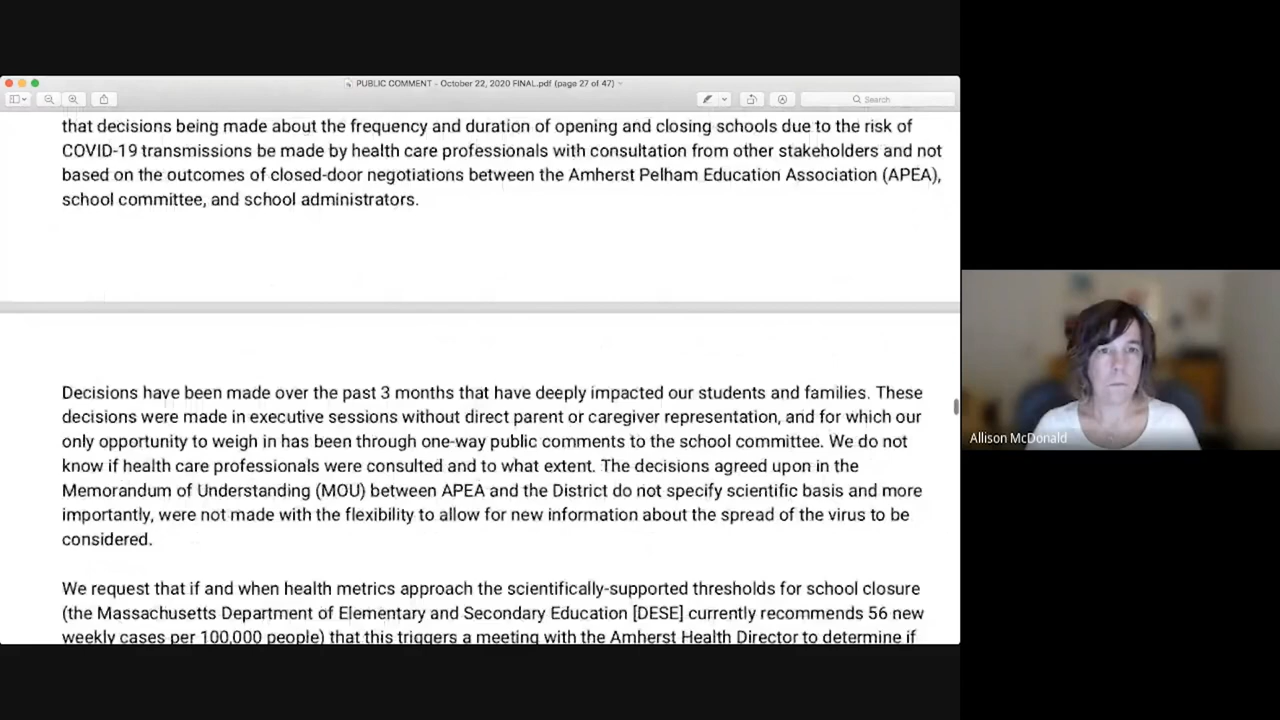 PUBLIC COMMENT - October 22, 2020 FINAL.pdf (page 27 of 47)
Search
that decisions being made about the frequency and duration of opening and closing schools due to the risk of
COVID-19 transmissions be made by health care professionals with consultation from other stakeholders and not
based on the outcomes of closed-door negotiations between the Amherst Pelham Education Association (APEA),
school committee, and school administrators.
Decisions have been made over the past 3 months that have deeply impacted our students and families. These
decisions were made in executive sessions without direct parent or caregiver representation, and for which our
only opportunity to weigh in has been through one-way public comments to the school committee. We do not
know if health care professionals were consulted and to what extent. The decisions agreed upon in the
Memorandum of Understanding (MOU) between APEA and the District do not specify scientific basis and more
importantly, were not made with the flexibility to allow for new information about the spread of the virus to be
considered.
We request that if and when health metrics approach the scientifically-supported thresholds for school closure
(the Massachusetts Department of Elementary and Secondary Education [DESE] currently recommends 56 new
weekly cases per 100,000 people) that this triggers a meeting with the Amherst Health Director to determine if
Allison McDonald